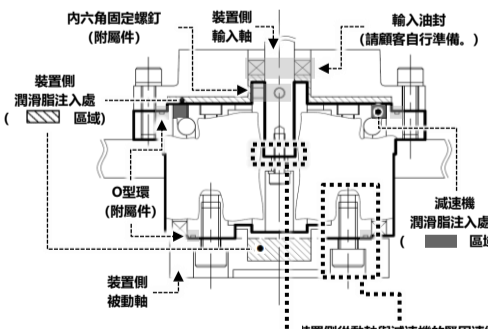 內六角固定螺釘
(附屬件)
裝置側
輸入軸
輸入油封
(請顧客自行準備。)
裝置側
潤滑脂注入處
( 區域)
O型環
(附屬件)
減速機
潤滑脂注入處
( 區域
裝置側
被動軸